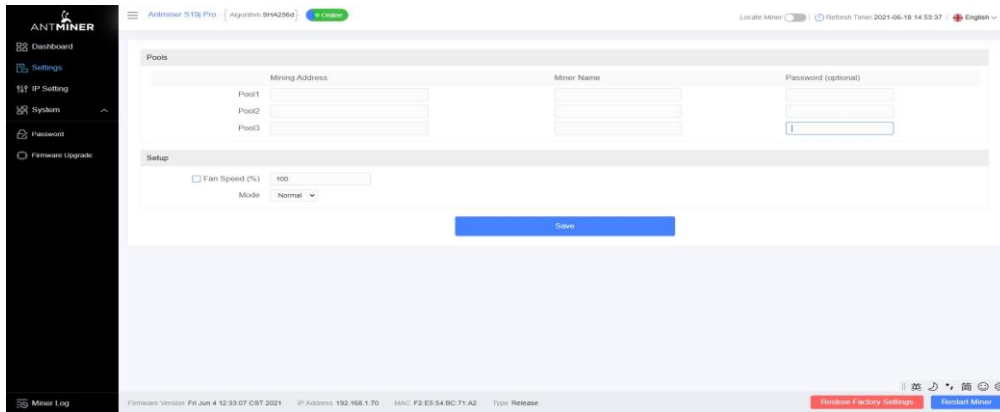 ANTMINER
Antminer S19j Pro Algorithm SHA256d Online
Locate Miner Refresh Timer 2021-06-18 14:53:37 English
Dashboard
Settings
IP Setting
System
Password
Firmware Upgrade
Pools
Mining Address Miner Name Password (optional)
Pool1
Pool2
Pool3
Setup
Fan Speed (%) 100
Mode Normal
Save
英 简
Miner Log
Firmware Version Fri Jun 4 12:33:07 CST 2021 IP Address 192.168.1.70 MAC F2:E5:54:BC:71:A2 Type Release
Restore Factory Settings Restart Miner